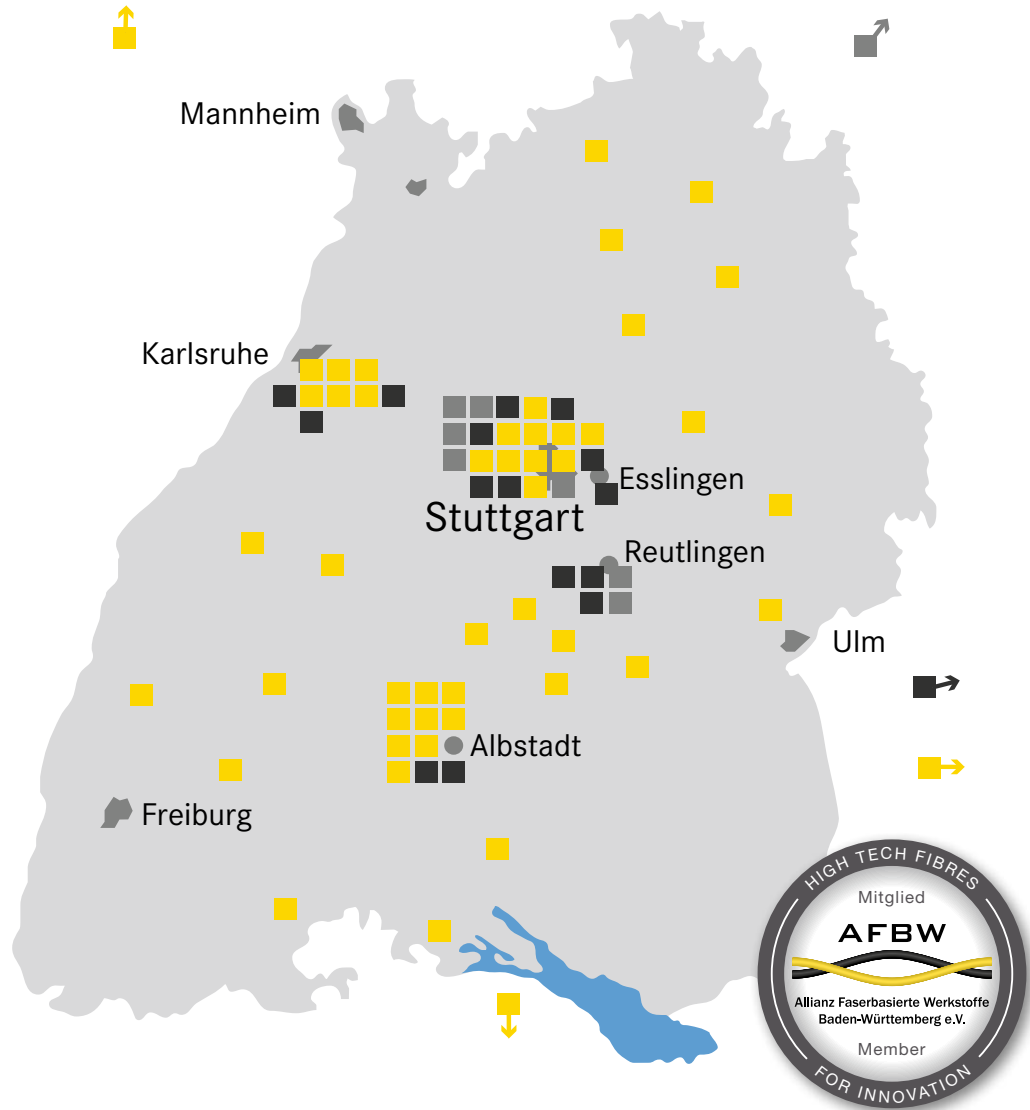 Mannheim
Karlsruhe
Esslingen
Stuttgart
Reutlingen
Ulm
Albstadt
Freiburg
HIGH TECH FIBRES
Mitglied
AFBW
Allianz Faserbasierte Werkstoffe
Baden-Württemberg e.V.
Member
FOR INNOVATION